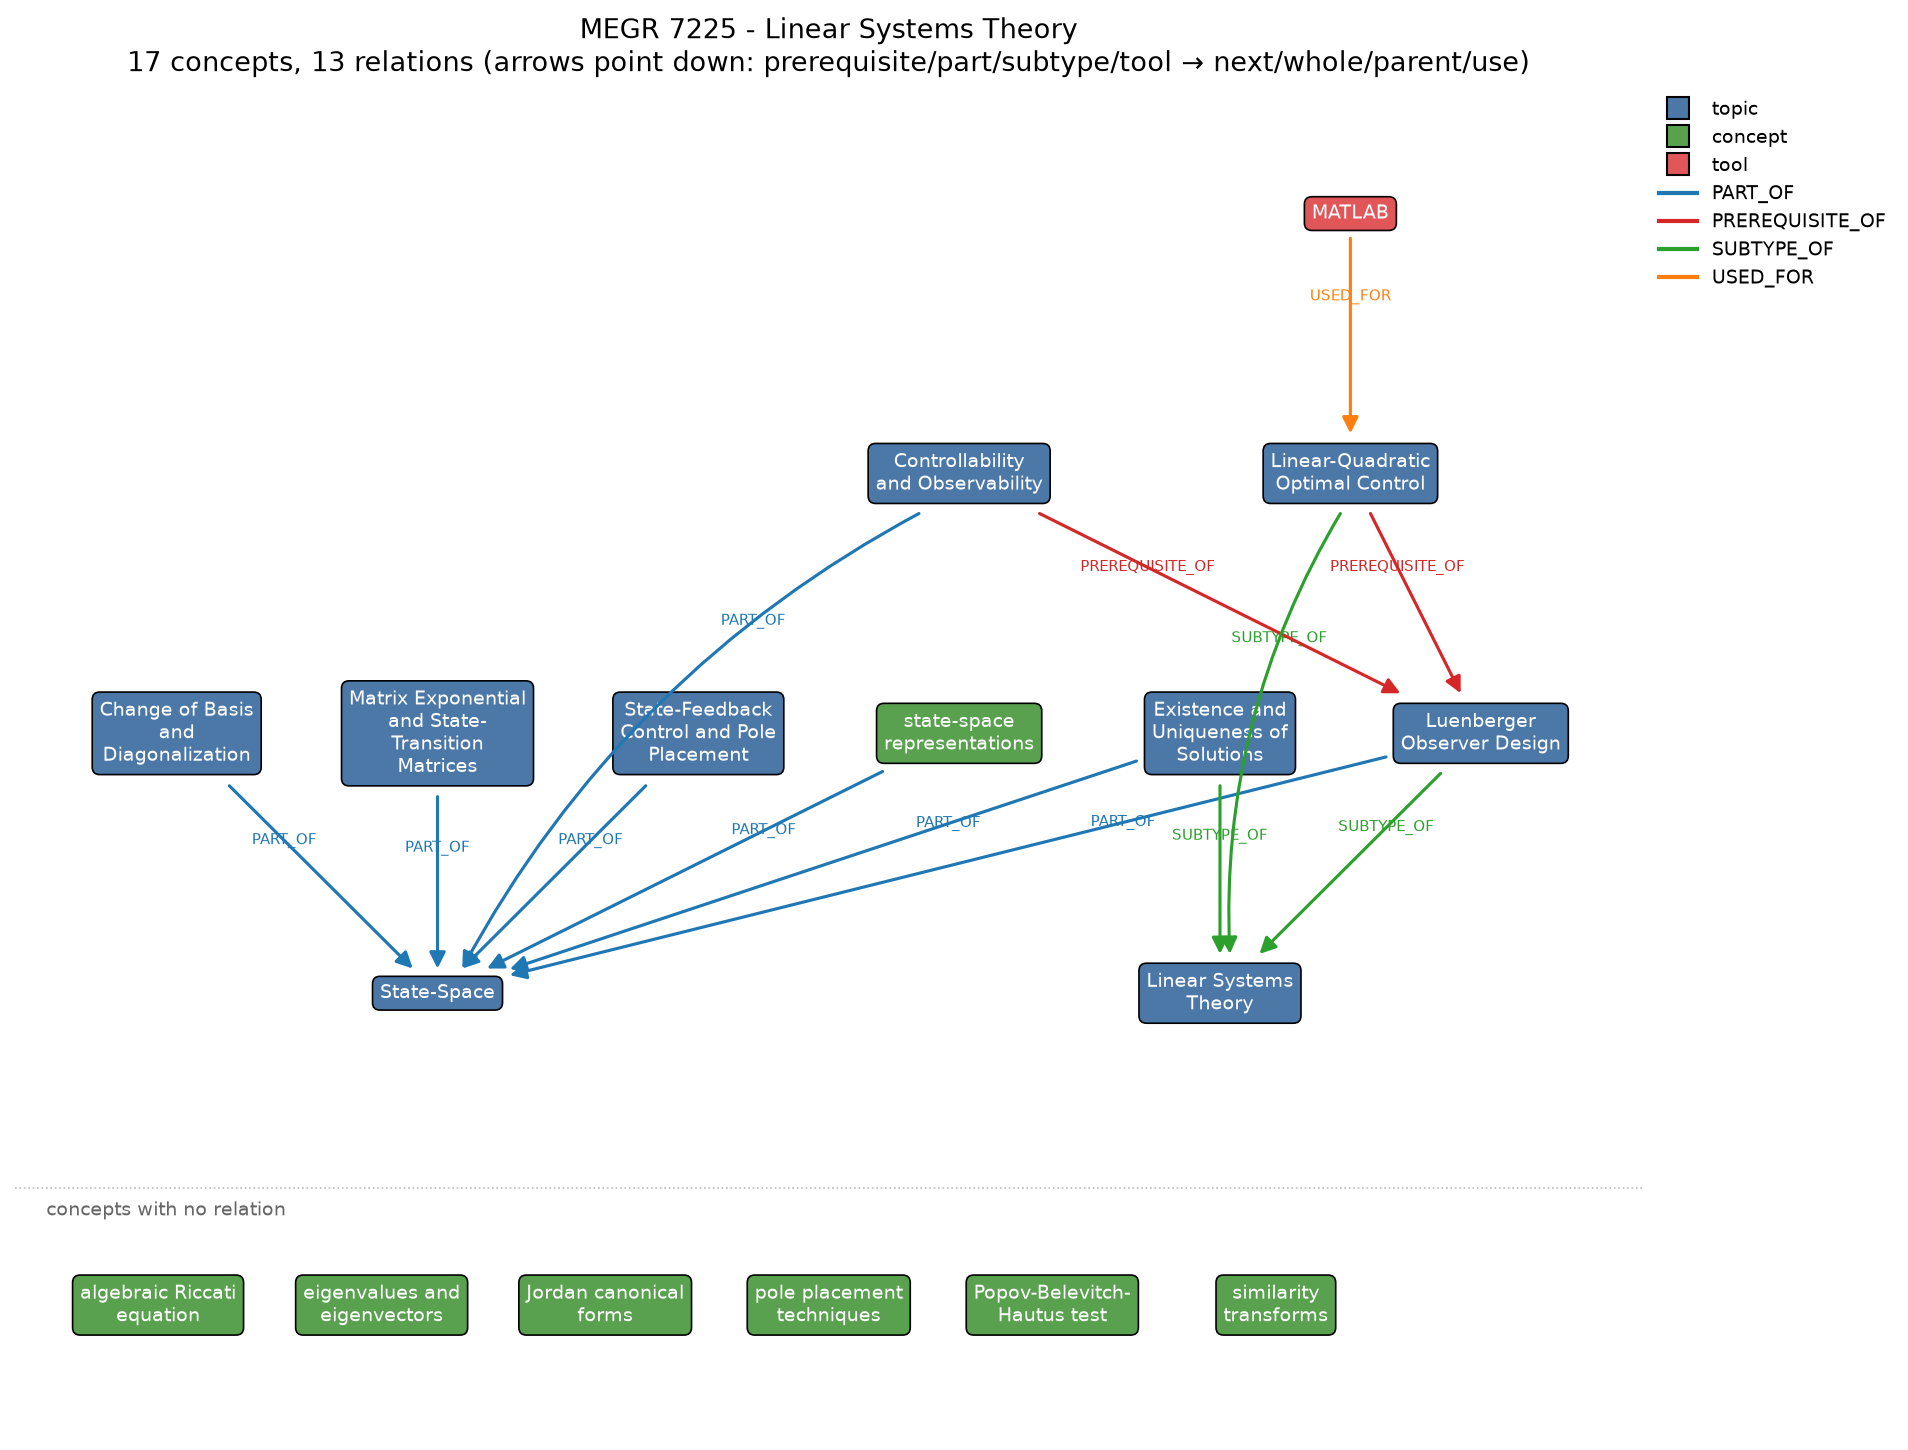 MEGR 7225 - Linear Systems Theory
17 concepts, 13 relations (arrows point down: prerequisite/part/subtype/tool → next/whole/parent/use)
topic
concept
tool
PART_OF
PREREQUISITE_OF
SUBTYPE_OF
USED_FOR
MATLAB
USED_FOR
Controllability
and Observability
Linear-Quadratic
Optimal Control
PREREQUISITE_OF
PREREQUISITE_OF
PART_OF
SUBTYPE_OF
Change of Basis
and
Diagonalization
Matrix Exponential
and State-
Transition
Matrices
State-Feedback
Control and Pole
Placement
state-space
representations
Existence and
Uniqueness of
Solutions
Luenberger
Observer Design
PART_OF
PART_OF
PART_OF
PART_OF
PART_OF
PART_OF
SUBTYPE_OF
SUBTYPE_OF
State-Space
Linear Systems
Theory
concepts with no relation
algebraic Riccati
equation
eigenvalues and
eigenvectors
Jordan canonical
forms
pole placement
techniques
Popov-Belevitch-
Hautus test
similarity
transforms